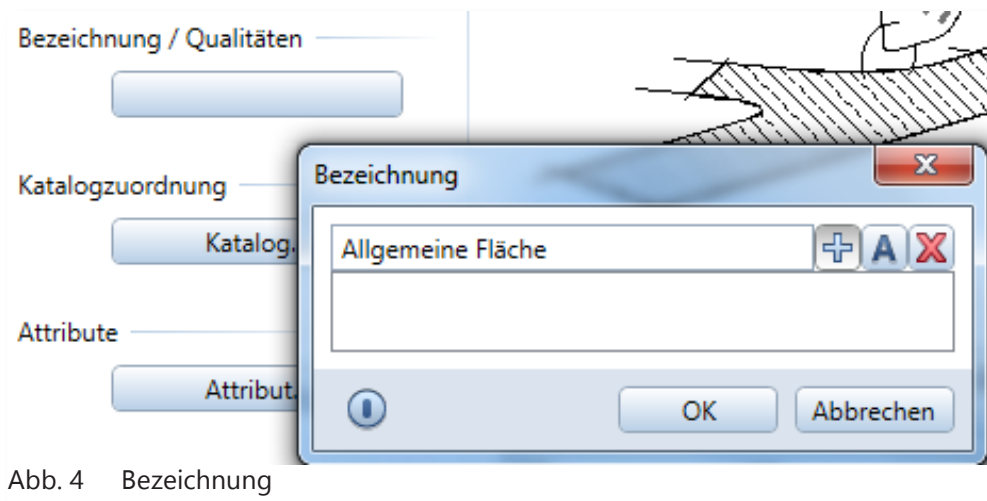 Bezeichnung / Qualitäten
Katalogzuordnung
Katalog.
Attribute
Attribut.
Bezeichnung
Allgemeine Fläche
A
OK
Abbrechen
Abb. 4 Bezeichnung